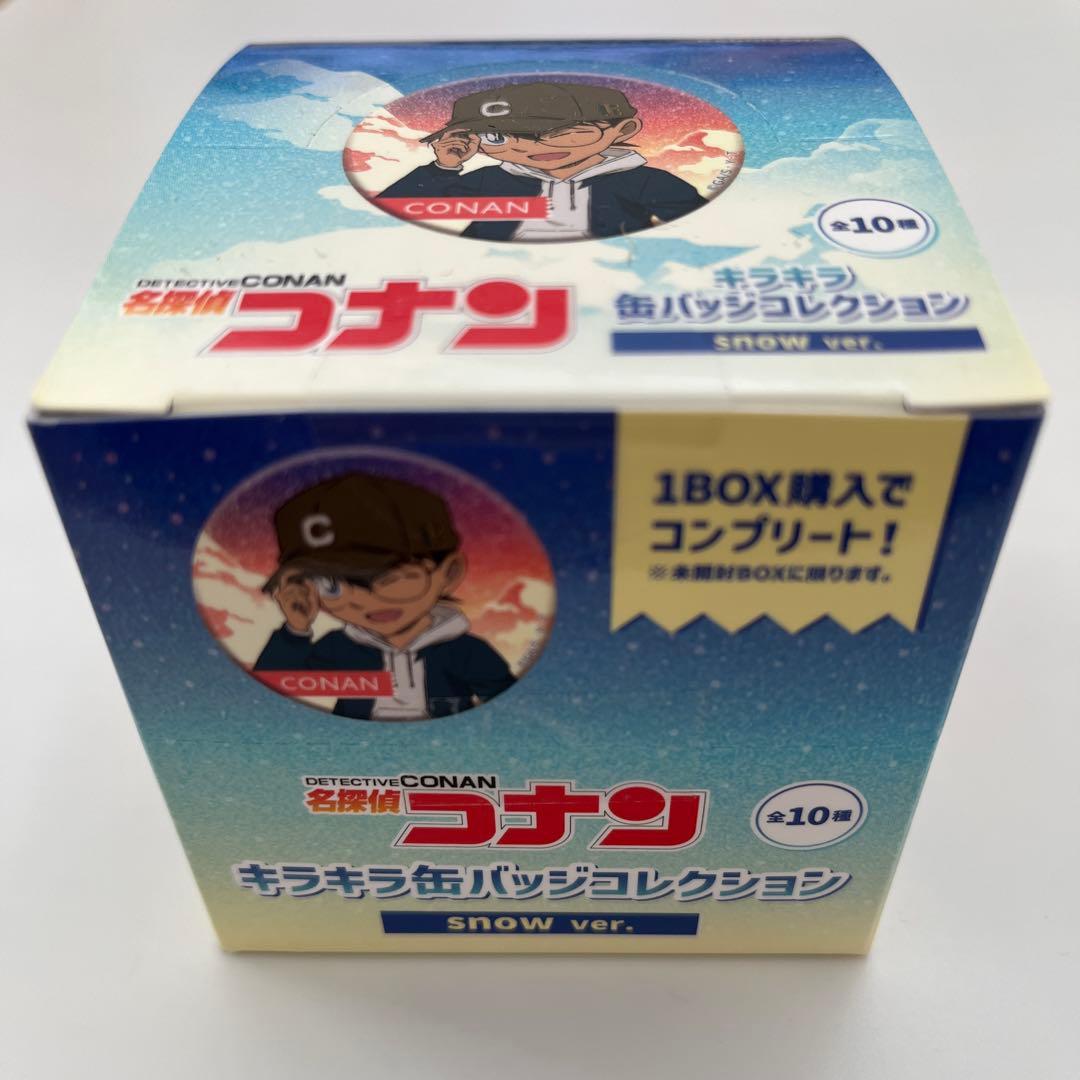 C
CONAN
©GA/S・Y・T
全10種
DETECTIVE CONAN
名探偵コナン
キラキラ
缶バッジコレクション
snow ver.
1BOX購入で
コンプリート!
※未開封BOXに限ります。
C
CONAN
DETECTIVE CONAN
名探偵コナン
全10種
キラキラ缶バッジコレクション
snow ver.